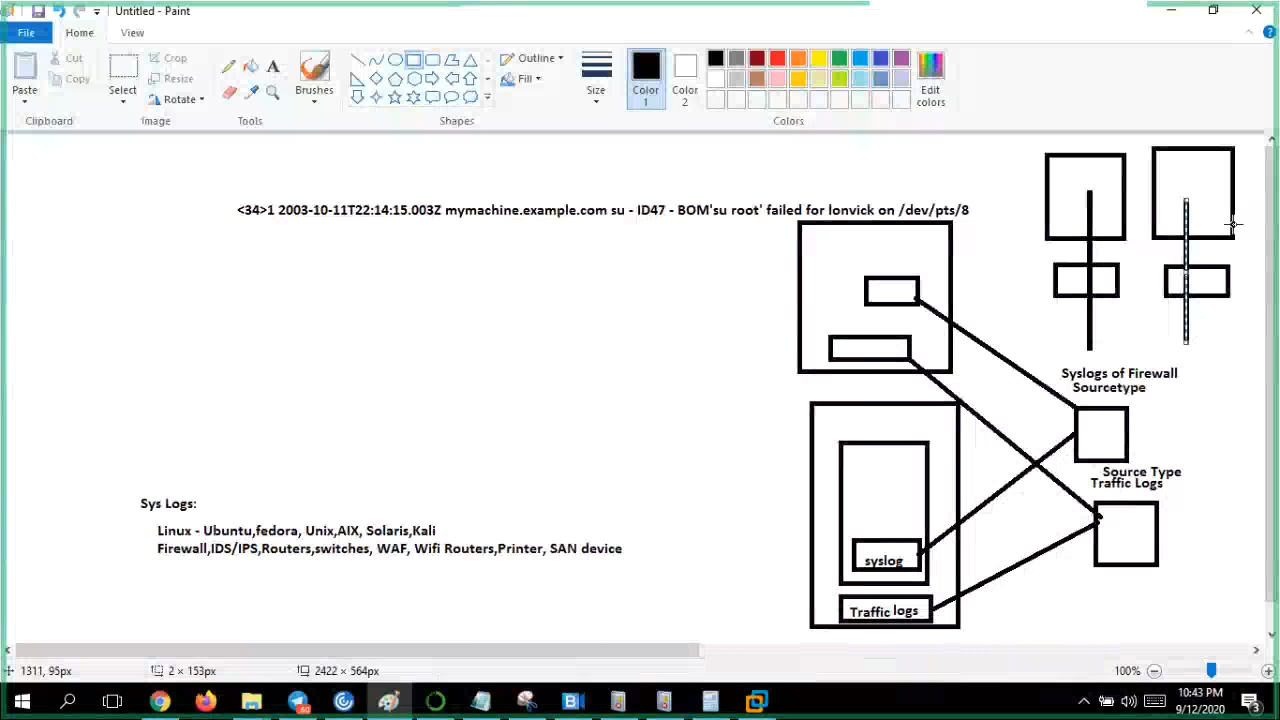 Untitled - Paint
File
Home
View
Cut
Copy
Paste
Clipboard
Crop
Resize
Rotate
Select
Image
A
Tools
Brushes
Outline
Fill
Shapes
Size
Color 1
Color 2
Edit colors
Colors
<34>1 2003-10-11T22:14:15.003Z mymachine.example.com su - ID47 - BOM'su root' failed for lonvick on /dev/pts/8
Syslogs of Firewall
Sourcetype
Source Type
Traffic Logs
Sys Logs:
Linux - Ubuntu,fedora, Unix,AIX, Solaris,Kali
Firewall,IDS/IPS,Routers,switches, WAF, Wifi Routers,Printer, SAN device
syslog
Traffic logs
1311, 95px
2 × 153px
2422 × 564px
100%
10:43 PM
9/12/2020